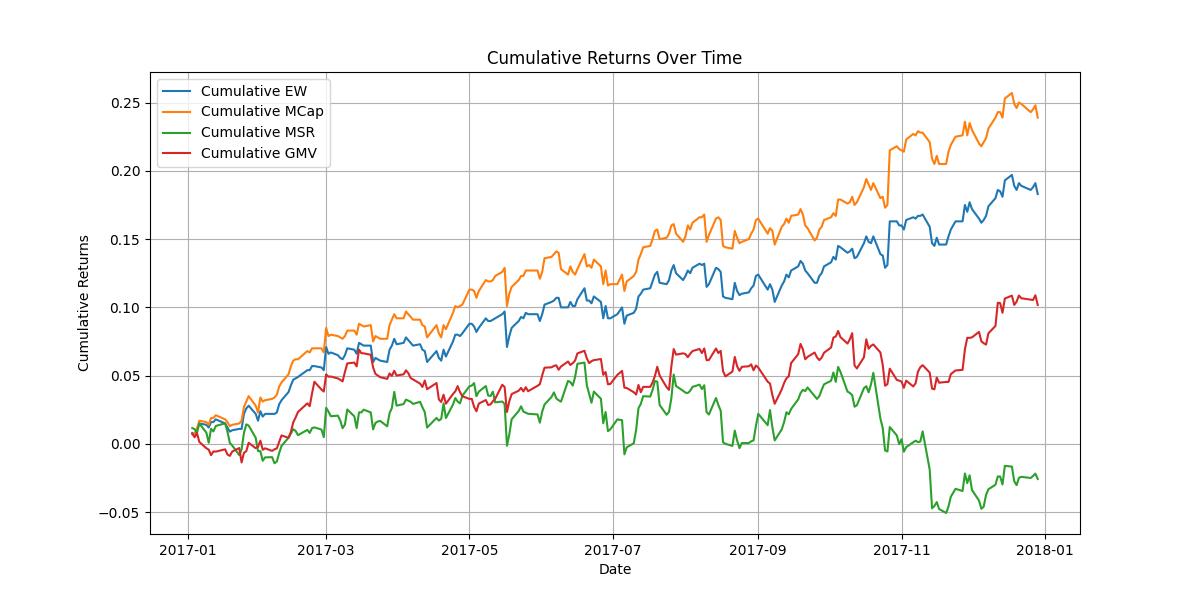 Cumulative Returns Over Time
Cumulative EW
Cumulative MCap
Cumulative MSR
Cumulative GMV
Cumulative Returns
0.25
0.20
0.15
0.10
0.05
0.00
−0.05
2017-01 2017-03 2017-05 2017-07 2017-09 2017-11 2018-01
Date